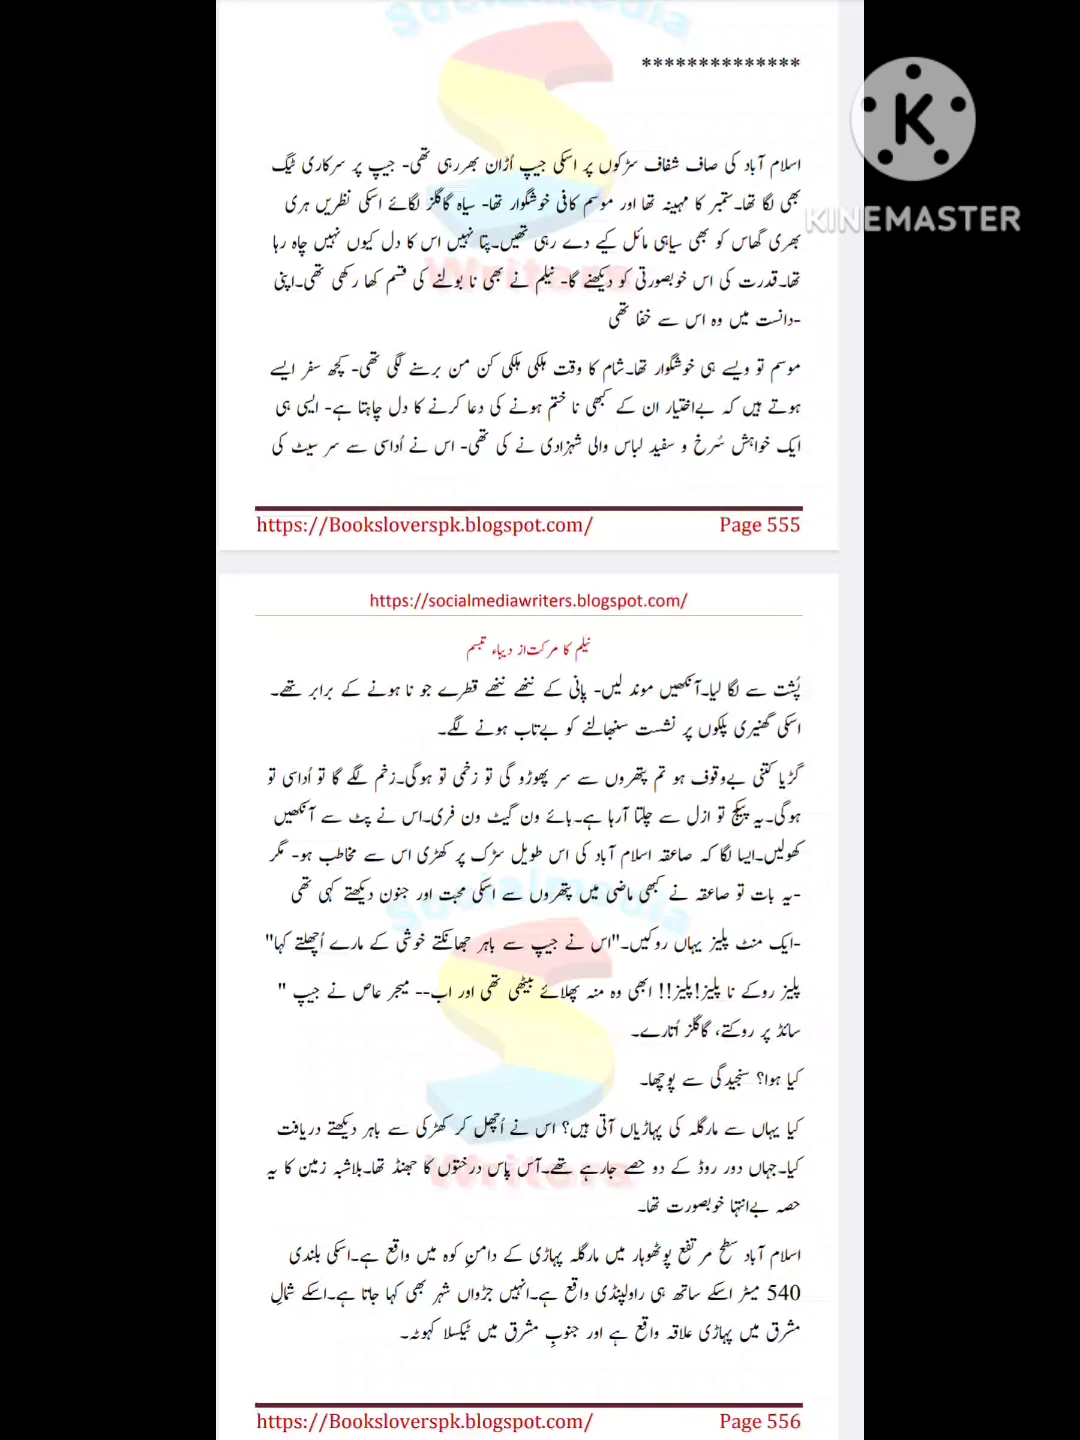 Socialmedia
**************
KINEMASTER
اسلام آباد کی صاف شفاف سڑکوں پر اسکی جیپ اُڑان بھر رہی تھی- جیپ پر سرکاری ٹیگ
بھی لگا تھا۔ستمبر کا مہینہ تھا اور موسم کافی خوشگوار تھا- سیاہ گاگلز لگائے اسکی نظریں ہری
بھری گھاس کو بھی سیاہی مائل کیے دے رہی تھیں۔پتا نہیں اس کا دل کیوں نہیں چاہ رہا
تھا۔قدرت کی اس خوبصورتی کو دیکھنے گا- نیلم نے بھی نا بولنے کی قسم کھا رکھی تھی۔اپنی
-دانست میں وہ اس سے خفا تھی
Writers
موسم تو ویسے ہی خوشگوار تھا۔شام کا وقت ہلکی ہلکی کن من برسنے لگی تھی- کچھ سفر ایسے
ہوتے ہیں کہ بےاختیار ان کے کبھی نا ختم ہونے کی دعا کرنے کا دل چاہتا ہے- ایسی ہی
ایک خواہش سُرخ و سفید لباس والی شہزادی نے کی تھی- اس نے اُداسی سے سر سیٹ کی
https://Booksloverspk.blogspot.com/ Page 555
https://socialmediawriters.blogspot.com/
نیلم کا مرکت از دیباء تبسم
پُشت سے لگا لیا۔آنکھیں موند لیں- پانی کے ننھے ننھے قطرے جو نا ہونے کے برابر تھے۔
اسکی گھنیری پلکوں پر نشست سنبھالنے کو بےتاب ہونے لگے۔
گڑیا کتنی بےوقوف ہو تم پتھروں سے سر پھوڑو گی تو زخمی تو ہوگی۔زخم لگے گا تو اُداسی تو
ہوگی۔یہ پیکج تو ازل سے چلتا آرہا ہے۔بائے ون گیٹ ون فری۔اس نے پٹ سے آنکھیں
کھولیں۔ایسا لگا کہ صاعقہ اسلام آباد کی اس طویل سڑک پر کھڑی اس سے مخاطب ہو- مگر
-یہ بات تو صاعقہ نے کبھی ماضی میں پتھروں سے اسکی محبت اور جنون دیکھتے کہی تھی
Socialmedia
-ایک منٹ پلیز یہاں روکیں۔"اس نے جیپ سے باہر جھانکتے خوشی کے مارے اُچھلتے کہا"
پلیز روکے نا پلیز!پلیز!! ابھی وہ منہ پھلائے بیٹھی تھی اور اب-- میجر عاص نے جیپ "
سائڈ پر روکتے، گاگلز اُتارے۔
کیا ہوا؟ سنجیدگی سے پوچھا۔
کیا یہاں سے مارگلہ کی پہاڑیاں آتی ہیں؟ اس نے اُچھل کر کھڑکی سے باہر دیکھتے دریافت
کیا۔جہاں دور روڈ کے دو حصے جارہے تھے۔آس پاس درختوں کا جھنڈ تھا۔بلاشبہ زمین کا یہ
Writers
حصہ بےانتہا خوبصورت تھا۔
اسلام آباد سطح مرتفع پوٹھوہار میں مارگلہ پہاڑی کے دامنِ کوہ میں واقع ہے۔اسکی بلندی
540 میٹر اسکے ساتھ ہی راولپنڈی واقع ہے۔انہیں جڑواں شہر بھی کہا جاتا ہے۔اسکے شمالِ
مشرق میں پہاڑی علاقہ واقع ہے اور جنوبِ مشرق میں ٹیکسلا کہوٹہ۔
https://Booksloverspk.blogspot.com/ Page 556